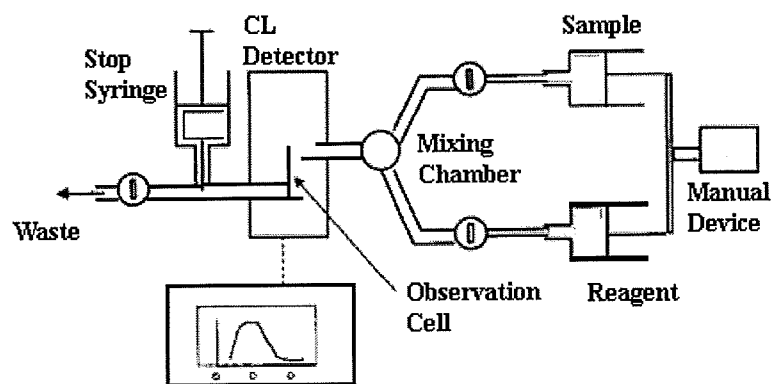 CL
Detector
Sample
Stop
Syringe
Mixing
Chamber
Manual
Device
Waste
Observation
Cell
Reagent